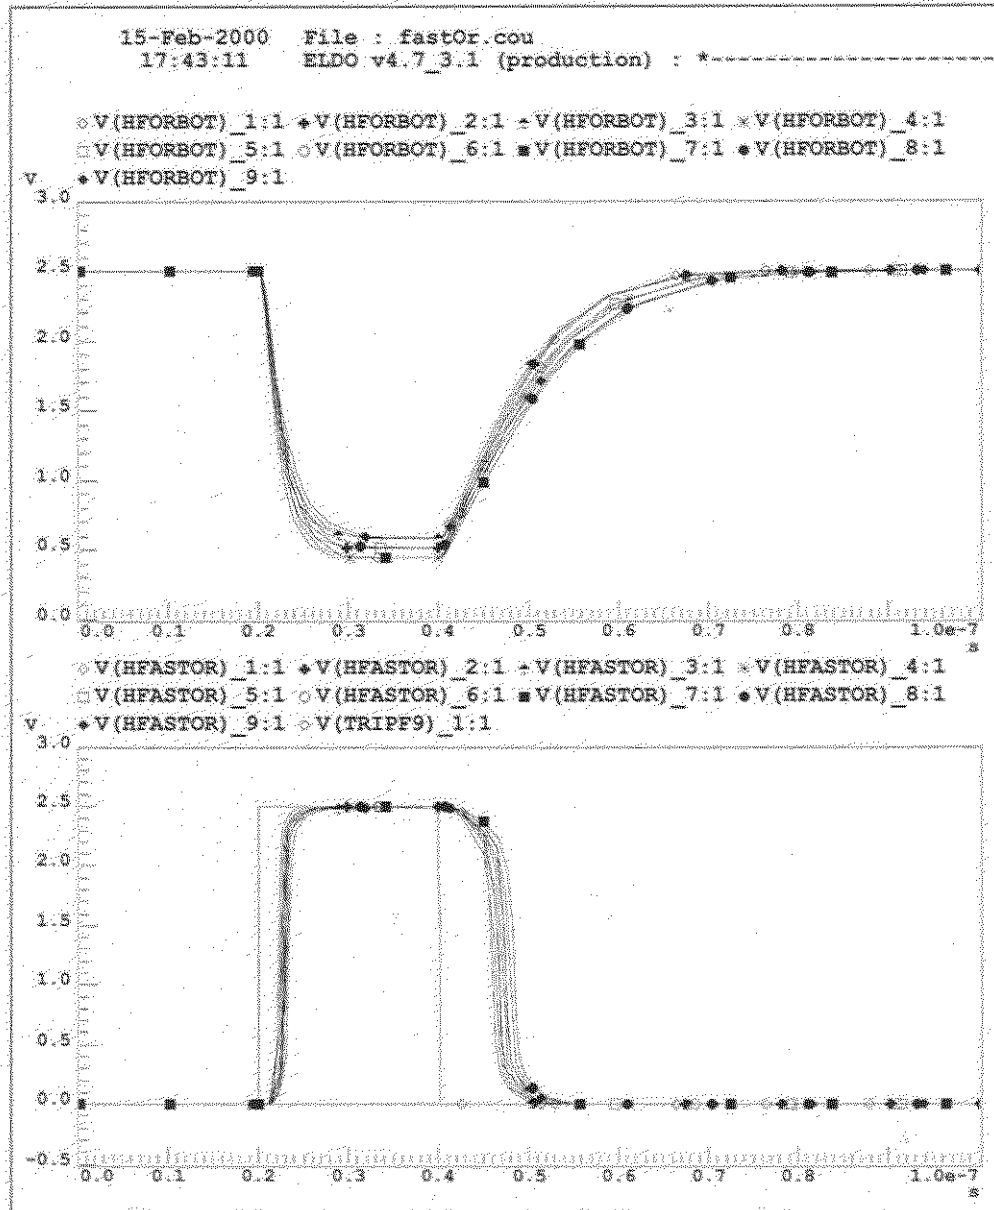 15-Feb-2000 File : fastOr.cou
17:43:11 ELDO v4.7_3.1 (production) : *--------------------
V(HFORBOT)_1:1 V(HFORBOT)_2:1 V(HFORBOT)_3:1 V(HFORBOT)_4:1
V(HFORBOT)_5:1 V(HFORBOT)_6:1 V(HFORBOT)_7:1 V(HFORBOT)_8:1
V V(HFORBOT)_9:1
3.0
2.5
2.0
1.5
1.0
0.5
0.0
0.0 0.1 0.2 0.3 0.4 0.5 0.6 0.7 0.8 1.0e-7
s
V(HFASTOR)_1:1 V(HFASTOR)_2:1 V(HFASTOR)_3:1 V(HFASTOR)_4:1
V(HFASTOR)_5:1 V(HFASTOR)_6:1 V(HFASTOR)_7:1 V(HFASTOR)_8:1
V V(HFASTOR)_9:1 V(TRIPF9)_1:1
3.0
2.5
2.0
1.5
1.0
0.5
0.0
-0.5
0.0 0.1 0.2 0.3 0.4 0.5 0.6 0.7 0.8 1.0e-7
s